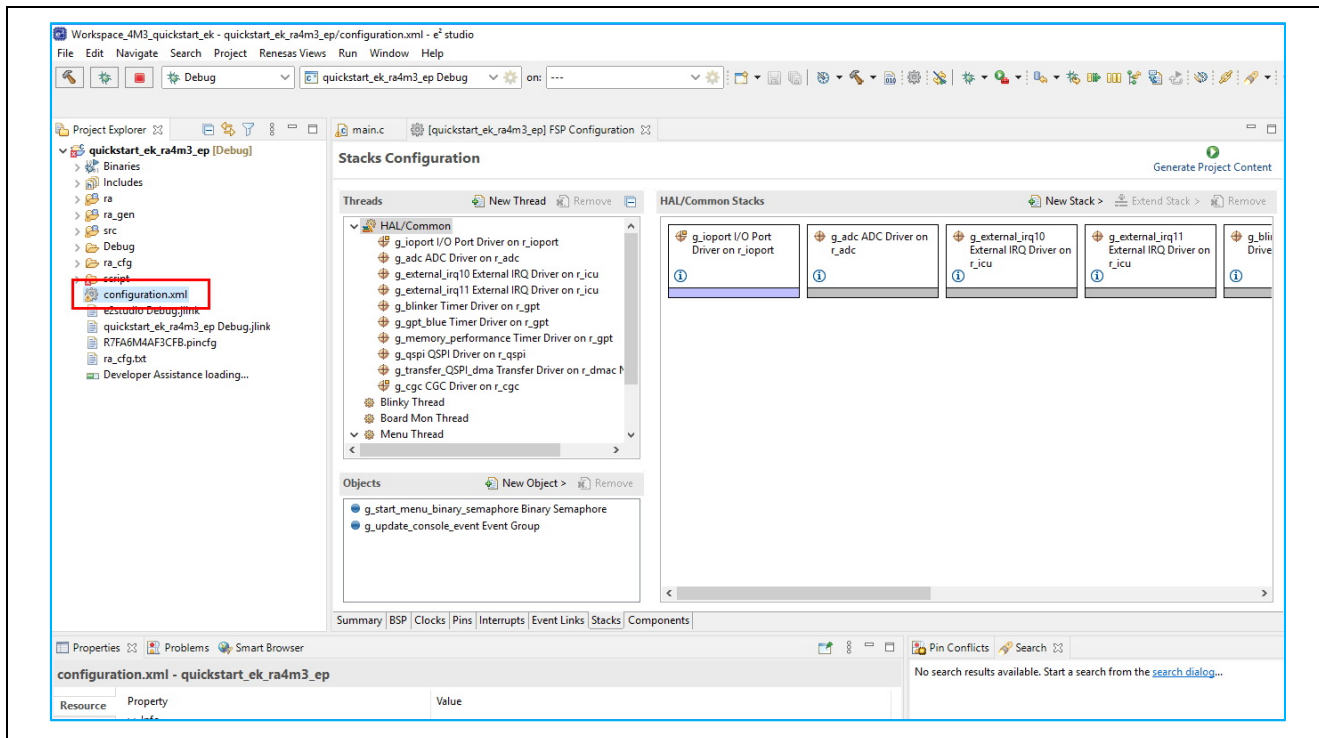 Workspace_4M3_quickstart_ek - quickstart_ek_ra4m3_ep/configuration.xml - e² studio
File Edit Navigate Search Project Renesas Views Run Window Help
Debug
quickstart_ek_ra4m3_ep Debug
on: ---
Project Explorer
main.c
[quickstart_ek_ra4m3_ep] FSP Configuration
quickstart_ek_ra4m3_ep [Debug]
Binaries
Includes
ra
ra_gen
src
Debug
ra_cfg
script
configuration.xml
e2studio Debug.jlink
quickstart_ek_ra4m3_ep Debug.jlink
R7FA6M4AF3CFB.pincfg
ra_cfg.txt
Developer Assistance loading...
Stacks Configuration
Generate Project Content
Threads
New Thread
Remove
HAL/Common
g_ioport I/O Port Driver on r_ioport
g_adc ADC Driver on r_adc
g_external_irq10 External IRQ Driver on r_icu
g_external_irq11 External IRQ Driver on r_icu
g_blinker Timer Driver on r_gpt
g_gpt_blue Timer Driver on r_gpt
g_memory_performance Timer Driver on r_gpt
g_qspi QSPI Driver on r_qspi
g_transfer_QSPI_dma Transfer Driver on r_dmac
g_cgc CGC Driver on r_cgc
Blinky Thread
Board Mon Thread
Menu Thread
Objects
New Object >
Remove
g_start_menu_binary_semaphore Binary Semaphore
g_update_console_event Event Group
HAL/Common Stacks
New Stack >
Extend Stack >
Remove
g_ioport I/O Port
Driver on r_ioport
g_adc ADC Driver on
r_adc
g_external_irq10
External IRQ Driver on
r_icu
g_external_irq11
External IRQ Driver on
r_icu
g_bli
Drive
Summary BSP Clocks Pins Interrupts Event Links Stacks Components
Properties
Problems
Smart Browser
configuration.xml - quickstart_ek_ra4m3_ep
Resource
Property
Value
Pin Conflicts
Search
No search results available. Start a search from the search dialog...